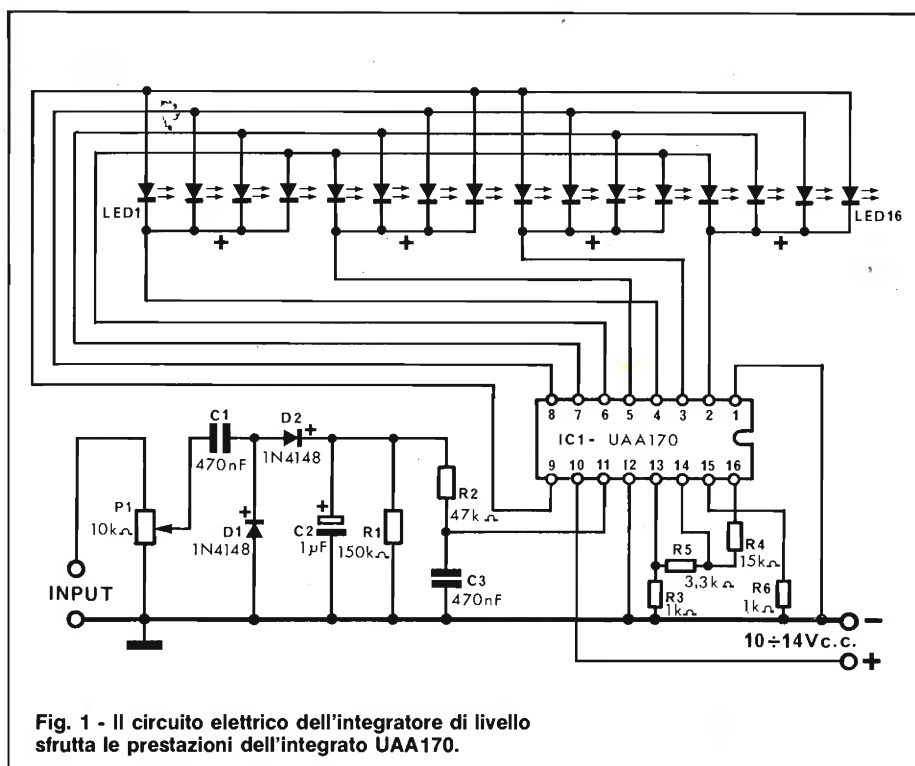 LED1
LED16
+ + + +
8 7 6 5 4 3 2 1
IC1- UAA170
9 10 11 12 13 14 15 16
C1
470nF
D2
1N4148
+
P1
10kΩ
D1
1N4148
+
+
C2
1µF
R1
150kΩ
R2
47kΩ
C3
470nF
R5
3,3kΩ
R4
15kΩ
R3
1kΩ
R6
1kΩ
INPUT
−
10÷14Vc.c.
+
Fig. 1 - Il circuito elettrico dell'integratore di livello
sfrutta le prestazioni dell'integrato UAA170.